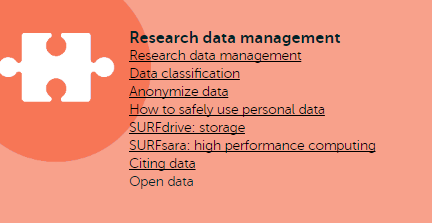 Research data management
Research data management
Data classification
Anonymize data
How to safely use personal data
SURFdrive: storage
SURFsara: high performance computing
Citing data
Open data